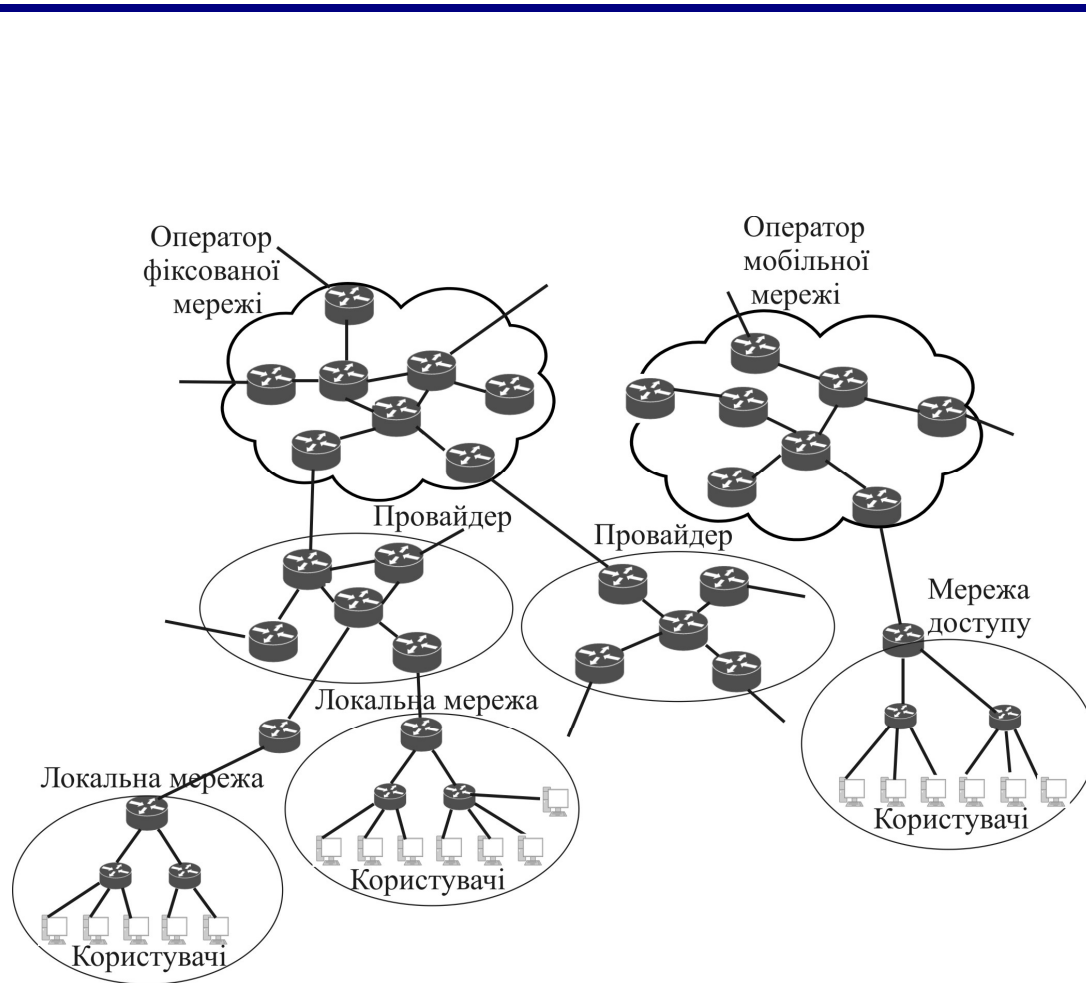 Оператор
фіксованої
мережі
Оператор
мобільної
мережі
Провайдер
Провайдер
Мережа
доступу
Локальна мережа
Локальна мережа
Користувачі
Користувачі
Користувачі